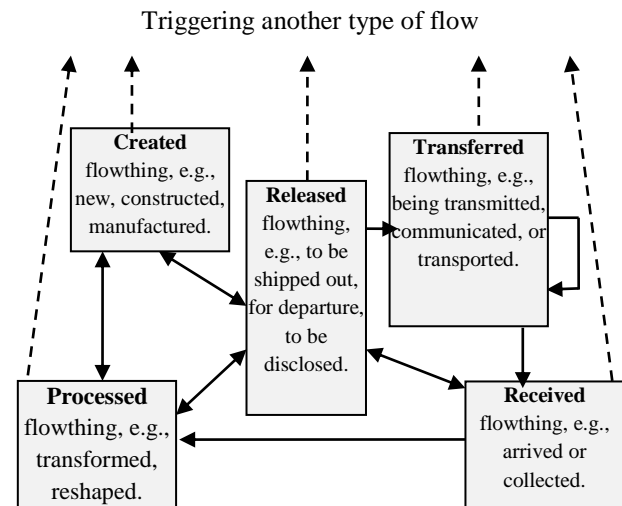 Triggering another type of flow
Created
flowthing, e.g.,
new, constructed,
manufactured.
Released
flowthing,
e.g., to be
shipped out,
for departure,
to be
disclosed.
Transferred
flowthing, e.g.,
being transmitted,
communicated, or
transported.
Processed
flowthing, e.g.,
transformed,
reshaped.
Received
flowthing, e.g.,
arrived or
collected.